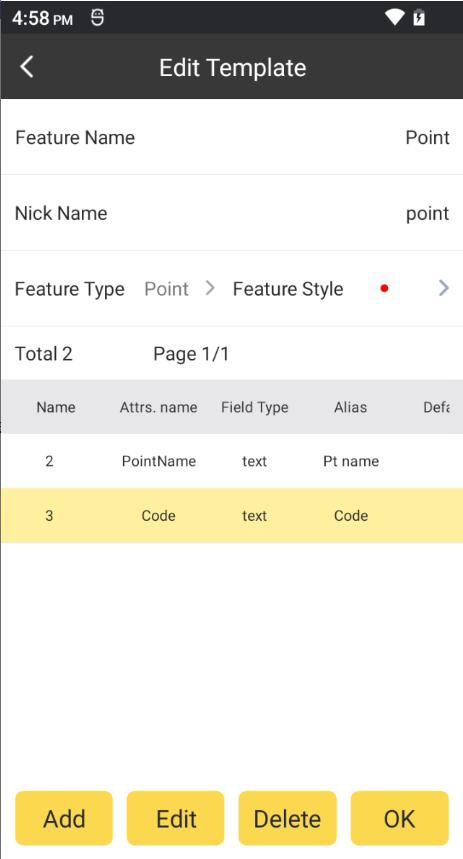 4:58 PM
Edit Template
Feature Name Point
Nick Name point
Feature Type Point Feature Style
Total 2 Page 1/1
Name Attrs. name Field Type Alias Defa
2 PointName text Pt name
3 Code text Code
Add Edit Delete OK